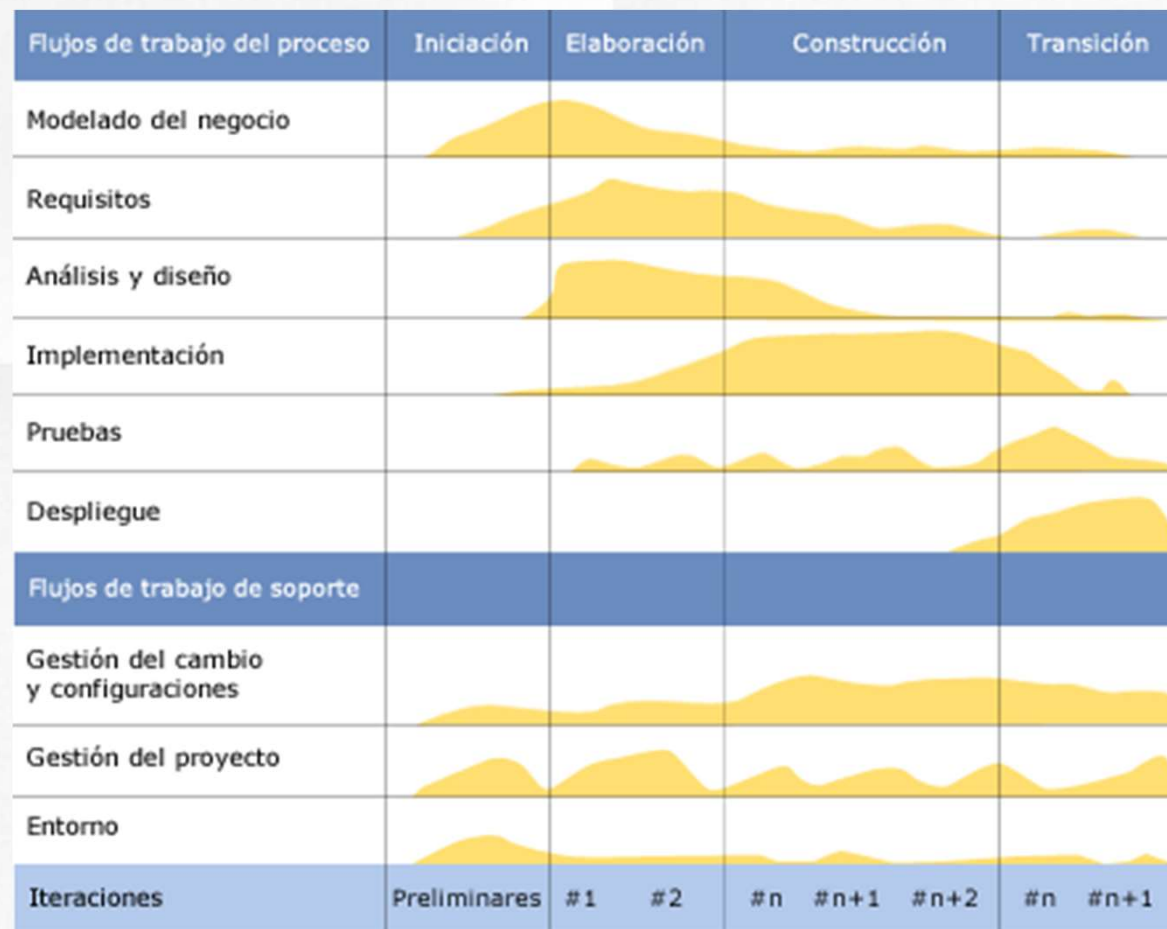 Flujos de trabajo del proceso Iniciación Elaboración Construcción Transición
Modelado del negocio
Requisitos
Análisis y diseño
Implementación
Pruebas
Despliegue
Flujos de trabajo de soporte
Gestión del cambio
y configuraciones
Gestión del proyecto
Entorno
Iteraciones Preliminares #1 #2 #n #n+1 #n+2 #n #n+1